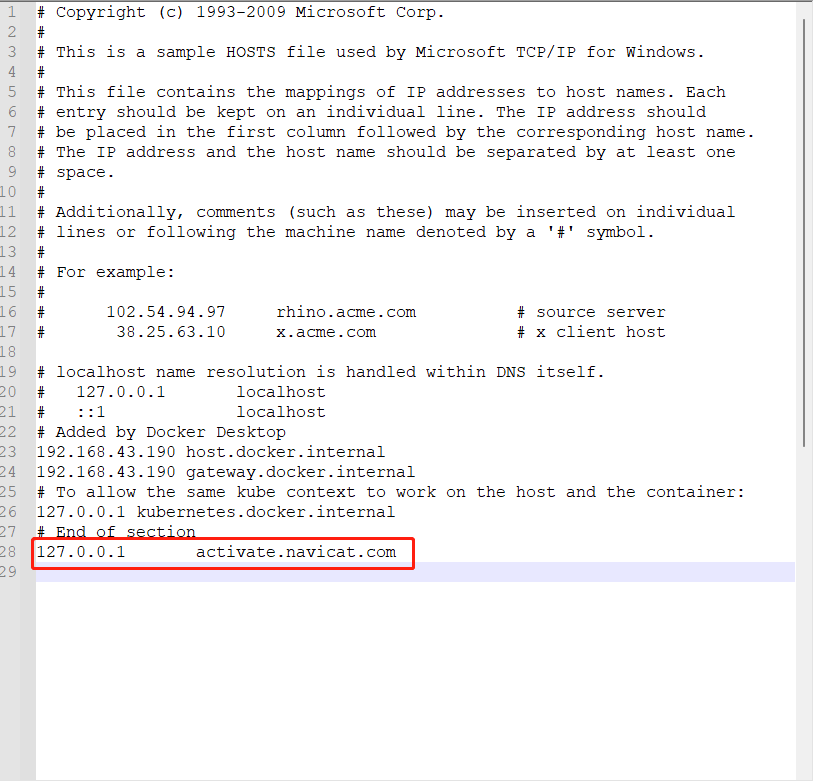 1 # Copyright (c) 1993-2009 Microsoft Corp.
2 #
3 # This is a sample HOSTS file used by Microsoft TCP/IP for Windows.
4 #
5 # This file contains the mappings of IP addresses to host names. Each
6 # entry should be kept on an individual line. The IP address should
7 # be placed in the first column followed by the corresponding host name.
8 # The IP address and the host name should be separated by at least one
9 # space.
10 #
11 # Additionally, comments (such as these) may be inserted on individual
12 # lines or following the machine name denoted by a '#' symbol.
13 #
14 # For example:
15 #
16 #      102.54.94.97     rhino.acme.com          # source server
17 #       38.25.63.10     x.acme.com              # x client host
18
19 # localhost name resolution is handled within DNS itself.
20 #   127.0.0.1       localhost
21 #   ::1             localhost
22 # Added by Docker Desktop
23 192.168.43.190 host.docker.internal
24 192.168.43.190 gateway.docker.internal
25 # To allow the same kube context to work on the host and the container:
26 127.0.0.1 kubernetes.docker.internal
27 # End of section
28 127.0.0.1       activate.navicat.com
29